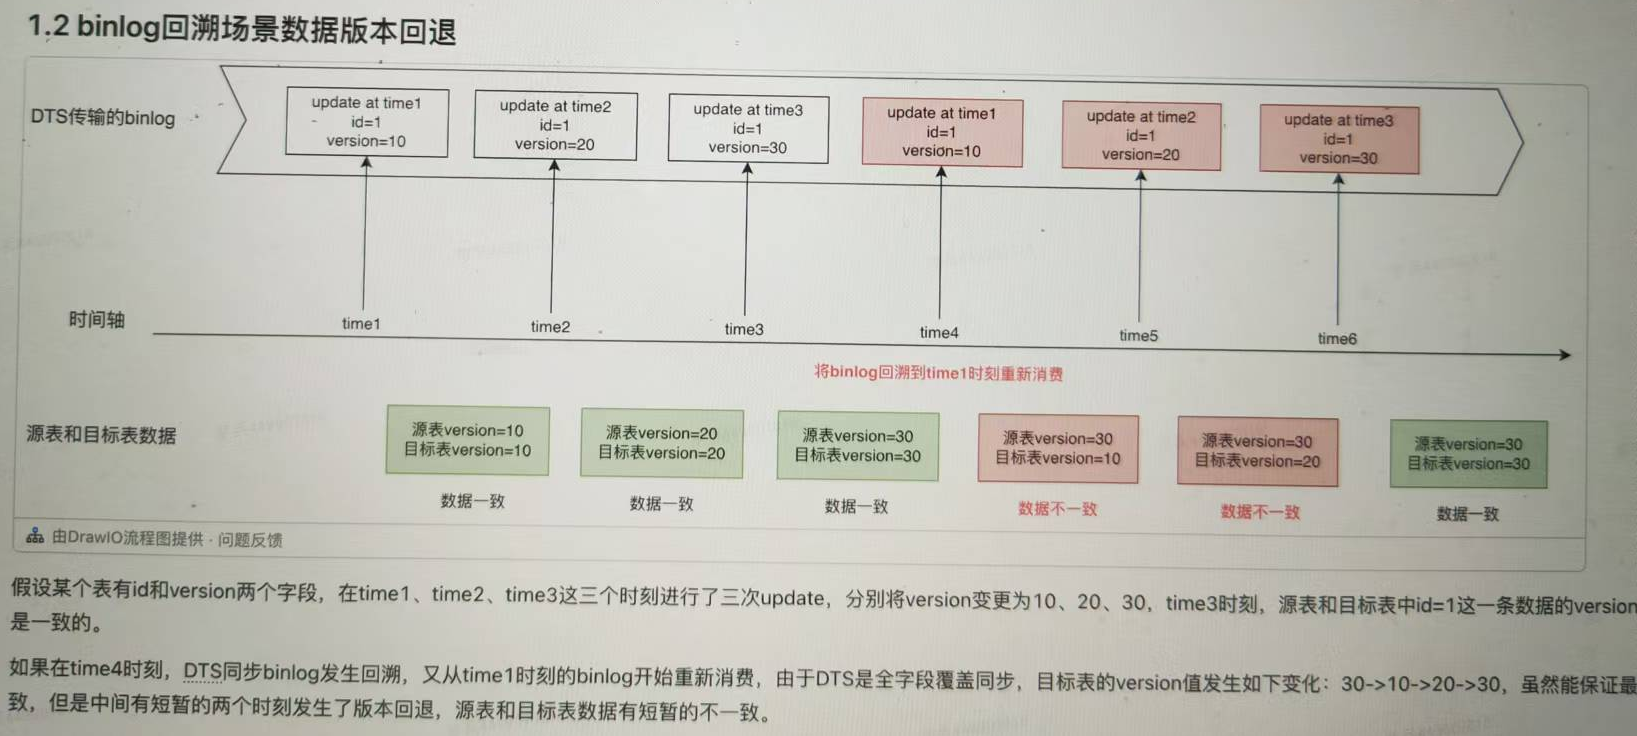 1.2 binlog回溯场景数据版本回退
DTS传输的binlog
update at time1
id=1
version=10
update at time2
id=1
version=20
update at time3
id=1
version=30
update at time1
id=1
version=10
update at time2
id=1
version=20
update at time3
id=1
version=30
时间轴
time1
time2
time3
time4
time5
time6
将binlog回溯到time1时刻重新消费
源表和目标表数据
源表version=10
目标表version=10
源表version=20
目标表version=20
源表version=30
目标表version=30
源表version=30
目标表version=10
源表version=30
目标表version=20
源表version=30
目标表version=30
数据一致
数据一致
数据一致
数据不一致
数据不一致
数据一致
由DrawIO流程图提供 · 问题反馈
假设某个表有id和version两个字段，在time1、time2、time3这三个时刻进行了三次update，分别将version变更为10、20、30，time3时刻，源表和目标表中id=1这一条数据的version
是一致的。
如果在time4时刻，DTS同步binlog发生回溯，又从time1时刻的binlog开始重新消费，由于DTS是全字段覆盖同步，目标表的version值发生如下变化：30->10->20->30，虽然能保证最
致，但是中间有短暂的两个时刻发生了版本回退，源表和目标表数据有短暂的不一致。